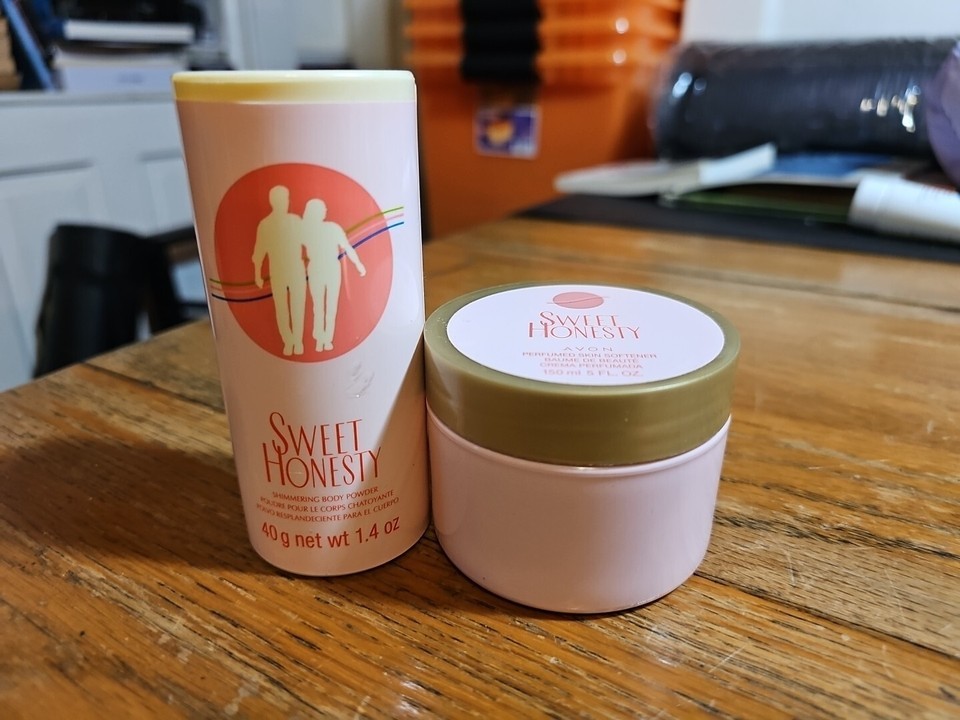 SWEET
HONESTY
SHIMMERING BODY POWDER
POUDRE POUR LE CORPS CHATOYANTE
POLVO RESPLANDECIENTE PARA EL CUERPO
40 g net wt 1.4 oz
SWEET
HONESTY
AVON
PERFUMED SKIN SOFTENER
BAUME DE BEAUTÉ
CREMA PERFUMADA
150 ml 5 FL. OZ.